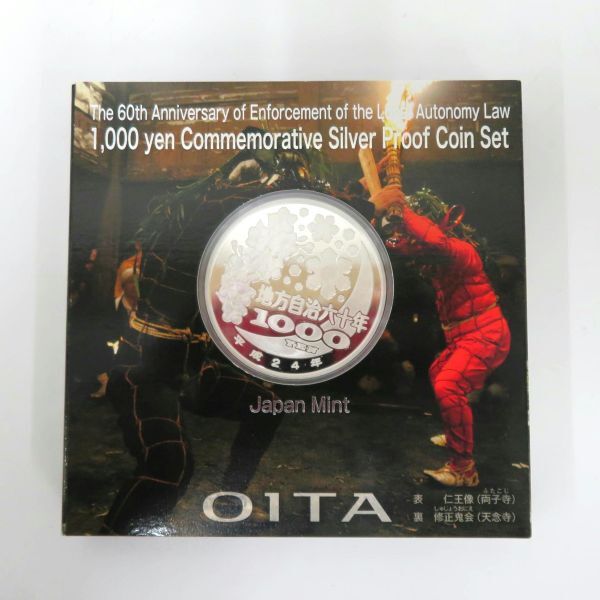 The 60th Anniversary of Enforcement of the Local Autonomy Law
1,000 yen Commemorative Silver Proof Coin Set
地方自治六十年
1000
YEN
平成24年
Japan Mint
OITA
ふたごじ
表 仁王像(両子寺)
しゅじょうおにえ
裏 修正鬼会(天念寺)